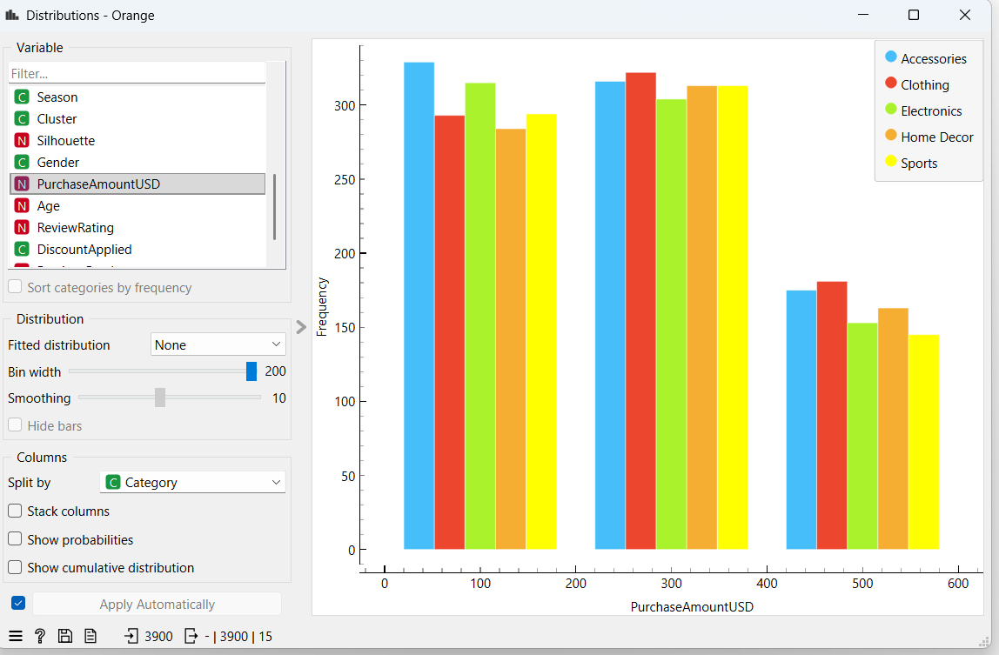 Distributions - Orange
Variable
Filter...
C Season
C Cluster
N Silhouette
C Gender
N PurchaseAmountUSD
N Age
N ReviewRating
C DiscountApplied
Sort categories by frequency
Distribution
Fitted distribution None
Bin width 200
Smoothing 10
Hide bars
Columns
Split by C Category
Stack columns
Show probabilities
Show cumulative distribution
Apply Automatically
? 3900 - | 3900 | 15
Frequency
300
250
200
150
100
50
0
0 100 200 300 400 500 600
PurchaseAmountUSD
Accessories
Clothing
Electronics
Home Decor
Sports